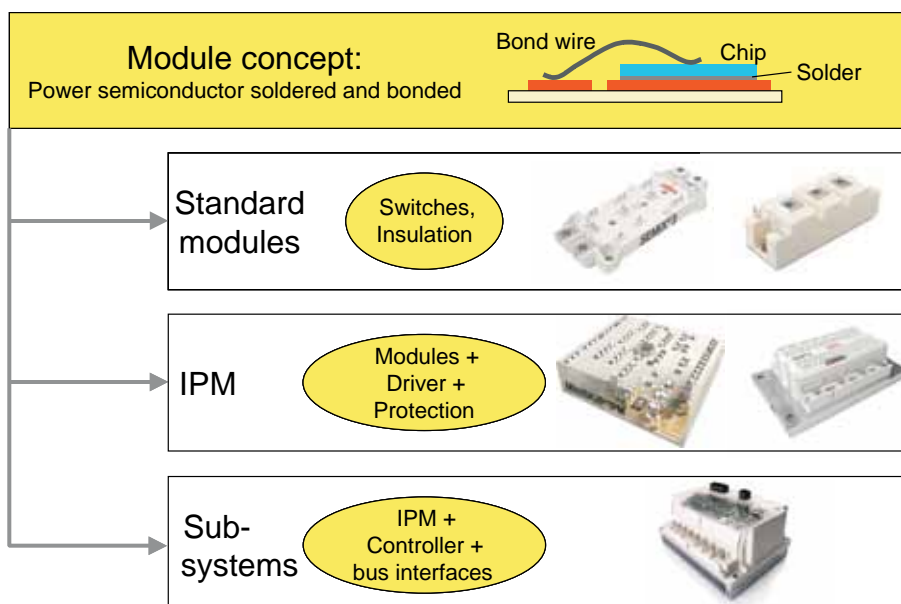 Module concept:
Power semiconductor soldered and bonded
Bond wire
Chip
Solder
Standard
modules
Switches,
Insulation
IPM
Modules +
Driver +
Protection
Sub-
systems
IPM +
Controller +
bus interfaces